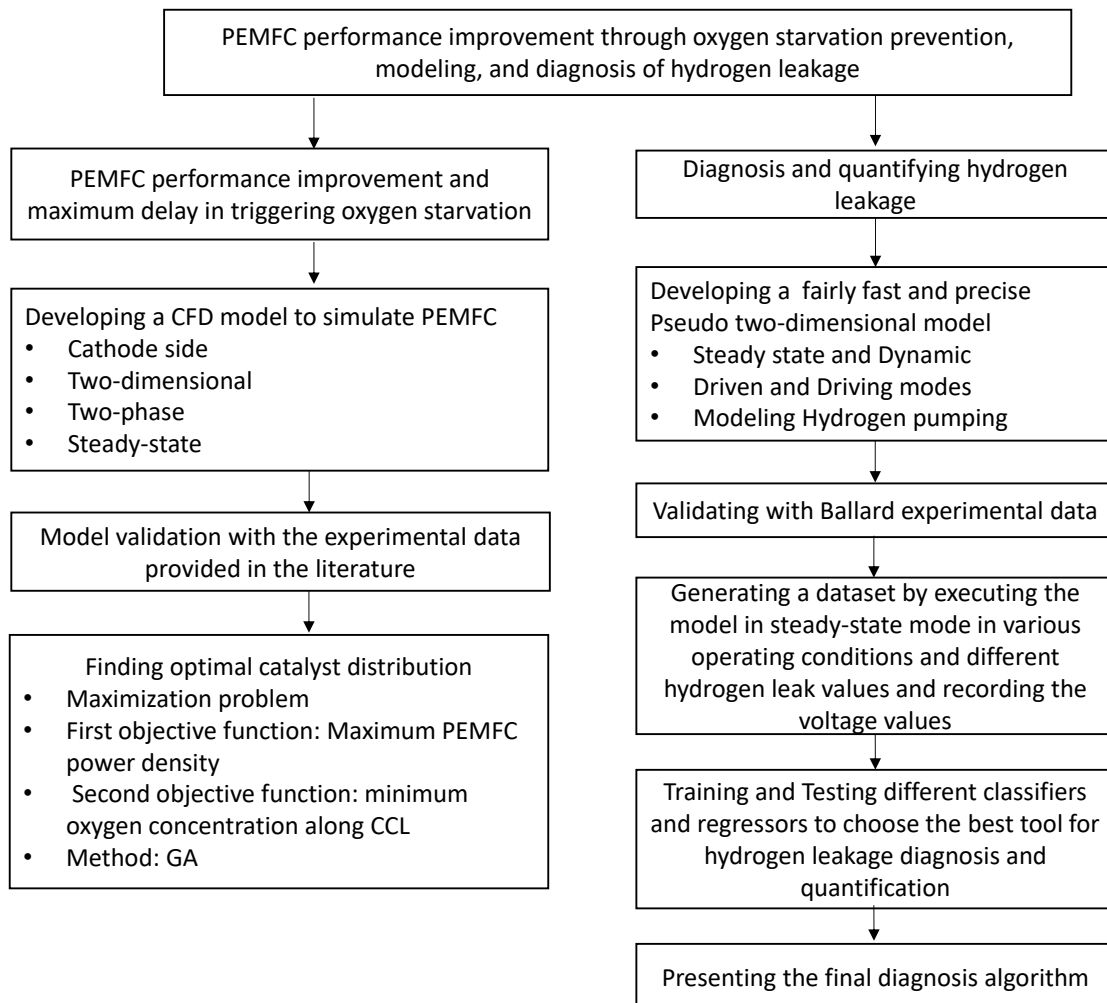 PEMFC performance improvement through oxygen starvation prevention,
modeling, and diagnosis of hydrogen leakage
PEMFC performance improvement and
maximum delay in triggering oxygen starvation
Developing a CFD model to simulate PEMFC
• Cathode side
• Two-dimensional
• Two-phase
• Steady-state
Model validation with the experimental data
provided in the literature
Finding optimal catalyst distribution
• Maximization problem
• First objective function: Maximum PEMFC
power density
• Second objective function: minimum
oxygen concentration along CCL
• Method: GA
Diagnosis and quantifying hydrogen
leakage
Developing a fairly fast and precise
Pseudo two-dimensional model
• Steady state and Dynamic
• Driven and Driving modes
• Modeling Hydrogen pumping
Validating with Ballard experimental data
Generating a dataset by executing the
model in steady-state mode in various
operating conditions and different
hydrogen leak values and recording the
voltage values
Training and Testing different classifiers
and regressors to choose the best tool for
hydrogen leakage diagnosis and
quantification
Presenting the final diagnosis algorithm